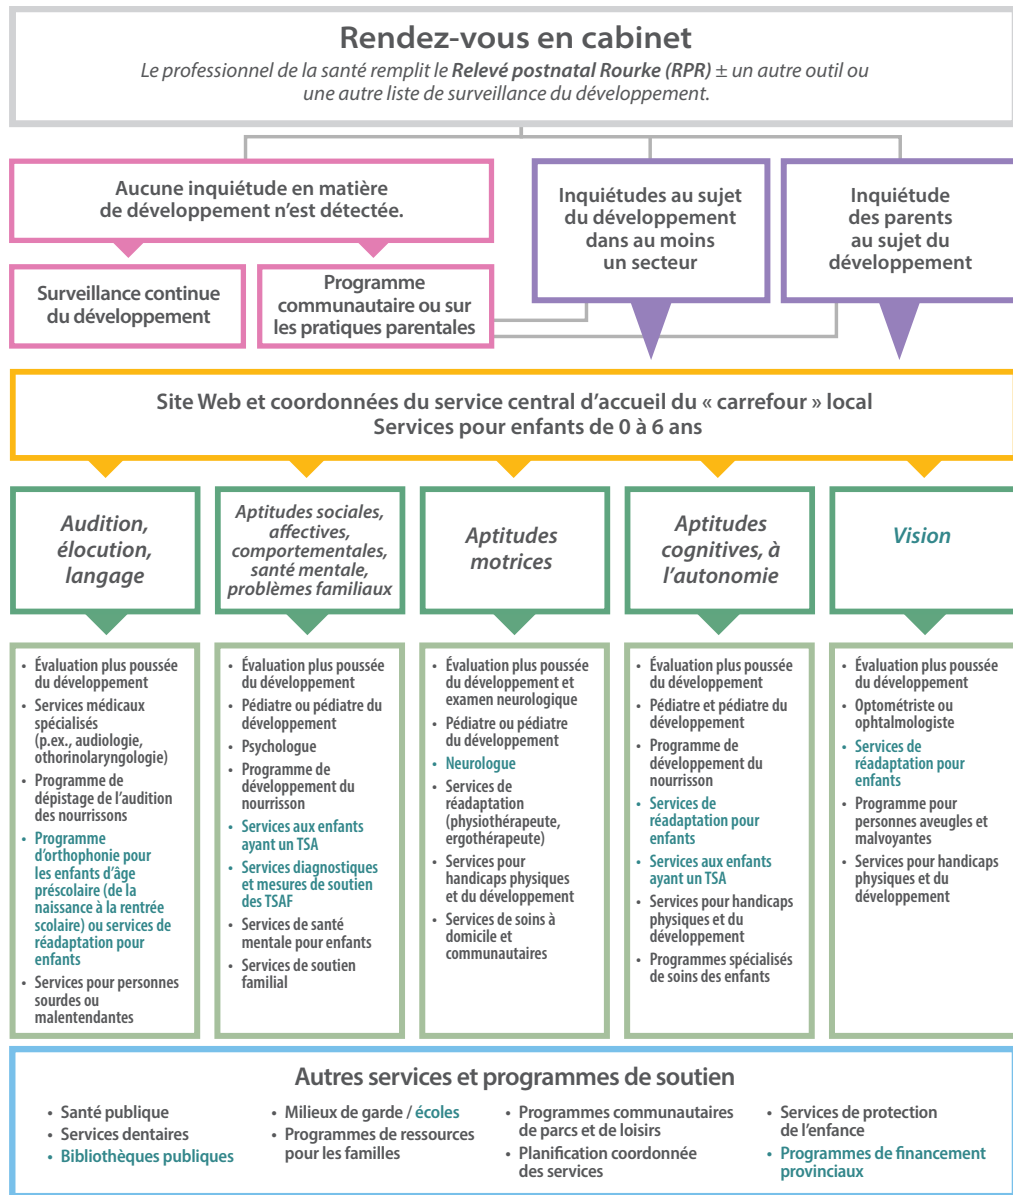 Rendez-vous en cabinet
Le professionnel de la santé remplit le Relevé postnatal Rourke (RPR) ± un autre outil ou
une autre liste de surveillance du développement.
Aucune inquiétude en matière
de développement n'est détectée.
Inquiétudes au sujet
du développement
dans au moins
un secteur
Inquiétude
des parents
au sujet du
développement
Surveillance continue
du développement
Programme
communautaire ou sur
les pratiques parentales
Site Web et coordonnées du service central d'accueil du « carrefour » local
Services pour enfants de 0 à 6 ans
Audition,
élocution,
langage
Aptitudes sociales,
affectives,
comportementales,
santé mentale,
problèmes familiaux
Aptitudes
motrices
Aptitudes
cognitives, à
l'autonomie
Vision
• Évaluation plus poussée
du développement
• Services médicaux
spécialisés
(p.ex., audiologie,
othorinolaryngologie)
• Programme de
dépistage de l'audition
des nourrissons
• Programme
d'orthophonie pour
les enfants d'âge
préscolaire (de la
naissance à la rentrée
scolaire) ou services de
réadaptation pour
enfants
• Services pour personnes
sourdes ou
malentendantes
• Évaluation plus poussée
du développement
• Pédiatre ou pédiatre du
développement
• Psychologue
• Programme de
développement du
nourrisson
• Services aux enfants
ayant un TSA
• Services diagnostiques
et mesures de soutien
des TSAF
• Services de santé
mentale pour enfants
• Services de soutien
familial
• Évaluation plus poussée
du développement et
examen neurologique
• Pédiatre ou pédiatre
du développement
• Neurologue
• Services de
réadaptation
(physiothérapeute,
ergothérapeute)
• Services pour
handicaps physiques
et du développement
• Services de soins à
domicile et
communautaires
• Évaluation plus poussée
du développement
• Pédiatre et pédiatre du
développement
• Programme de
développement du
nourrisson
• Services de
réadaptation pour
enfants
• Services aux enfants
ayant un TSA
• Services pour handicaps
physiques et du
développement
• Programmes spécialisés
de soins des enfants
• Évaluation plus poussée
du développement
• Optométriste ou
ophtalmologiste
• Services de
réadaptation pour
enfants
• Programme pour
personnes aveugles et
malvoyantes
• Services pour handicaps
physiques et du
développement
Autres services et programmes de soutien
• Santé publique
• Services dentaires
• Bibliothèques publiques
• Milieux de garde / écoles
• Programmes de ressources
pour les familles
• Programmes communautaires
de parcs et de loisirs
• Planification coordonnée
des services
• Services de protection
de l'enfance
• Programmes de financement
provinciaux